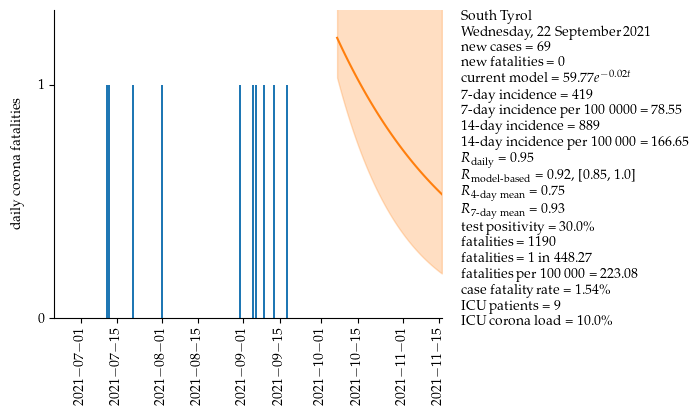 South Tyrol
Wednesday, 22 September 2021
new cases = 69
new fatalities = 0
current model = 59.77e^{−0.02t}
7-day incidence = 419
7-day incidence per 100 0000 = 78.55
14-day incidence = 889
14-day incidence per 100 000 = 166.65
R_daily = 0.95
R_model-based = 0.92, [0.85, 1.0]
R_4-day mean = 0.75
R_7-day mean = 0.93
test positivity = 30.0%
fatalities = 1190
fatalities = 1 in 448.27
fatalities per 100 000 = 223.08
case fatality rate = 1.54%
ICU patients = 9
ICU corona load = 10.0%
daily corona fatalities
1
0
2021−07−01
2021−07−15
2021−08−01
2021−08−15
2021−09−01
2021−09−15
2021−10−01
2021−10−15
2021−11−01
2021−11−15